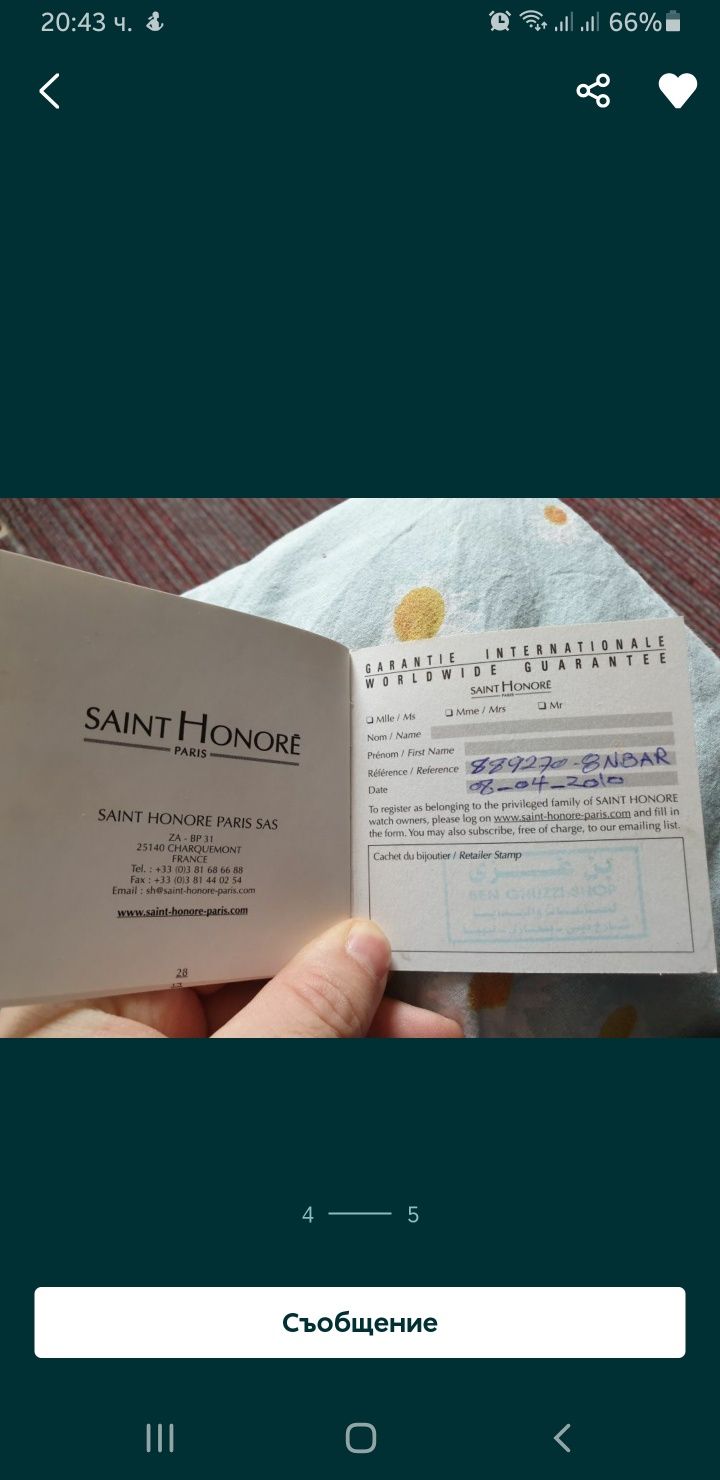 20:43 ч.
66%
SAINT HONORÉ
PARIS
SAINT HONORE PARIS SAS
ZA - BP 31
25140 CHARQUEMONT
FRANCE
Tel. : +33 (0)3 81 68 66 88
Fax : +33 (0)3 81 44 02 54
Email : sh@saint-honore-paris.com
www.saint-honore-paris.com
28
GARANTIE INTERNATIONALE
WORLDWIDE GUARANTEE
SAINT HONORÉ
PARIS
Mlle / Ms Mme / Mrs Mr
Nom / Name
Prénom / First Name
Référence / Reference 889270-8NBAR
Date 08-04-2010
To register as belonging to the privileged family of SAINT HONORE
watch owners, please log on www.saint-honore-paris.com and fill in
the form. You may also subscribe, free of charge, to our emailing list.
Cachet du bijoutier / Retailer Stamp
BEN GHUZZI SHOP
4 5
Съобщение